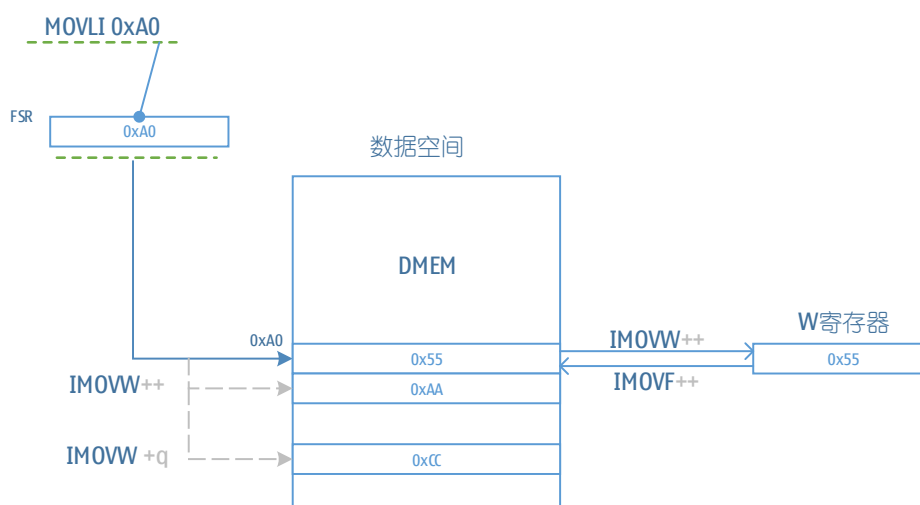 MOVLI 0xA0
FSR
0xA0
数据空间
DMEM
W寄存器
0xA0
IMOVW++
0x55
0x55
IMOVF++
IMOVW++
0xAA
IMOVW +q
0xCC